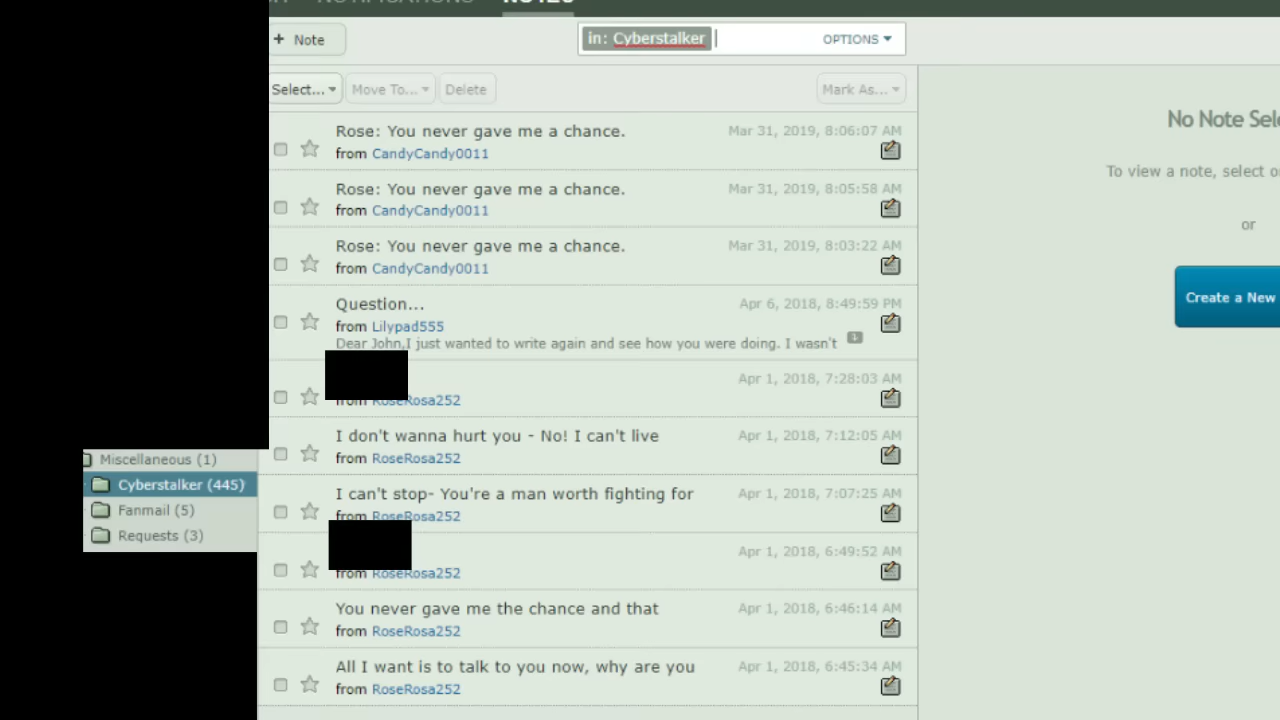 NOTIFICATIONS NOTES
+ Note
in: Cyberstalker
OPTIONS
Select...
Move To...
Delete
Mark As...
Rose: You never gave me a chance.
Mar 31, 2019, 8:06:07 AM
from CandyCandy0011
Rose: You never gave me a chance.
Mar 31, 2019, 8:05:58 AM
from CandyCandy0011
Rose: You never gave me a chance.
Mar 31, 2019, 8:03:22 AM
from CandyCandy0011
Question...
Apr 6, 2018, 8:49:59 PM
from Lilypad555
Dear John,I just wanted to write again and see how you were doing. I wasn't
Apr 1, 2018, 7:28:03 AM
from RoseRosa252
I don't wanna hurt you - No! I can't live
Apr 1, 2018, 7:12:05 AM
from RoseRosa252
I can't stop- You're a man worth fighting for
Apr 1, 2018, 7:07:25 AM
from RoseRosa252
Apr 1, 2018, 6:49:52 AM
from RoseRosa252
You never gave me the chance and that
Apr 1, 2018, 6:46:14 AM
from RoseRosa252
All I want is to talk to you now, why are you
Apr 1, 2018, 6:45:34 AM
from RoseRosa252
Miscellaneous (1)
Cyberstalker (445)
Fanmail (5)
Requests (3)
No Note Sele
To view a note, select o
or
Create a New